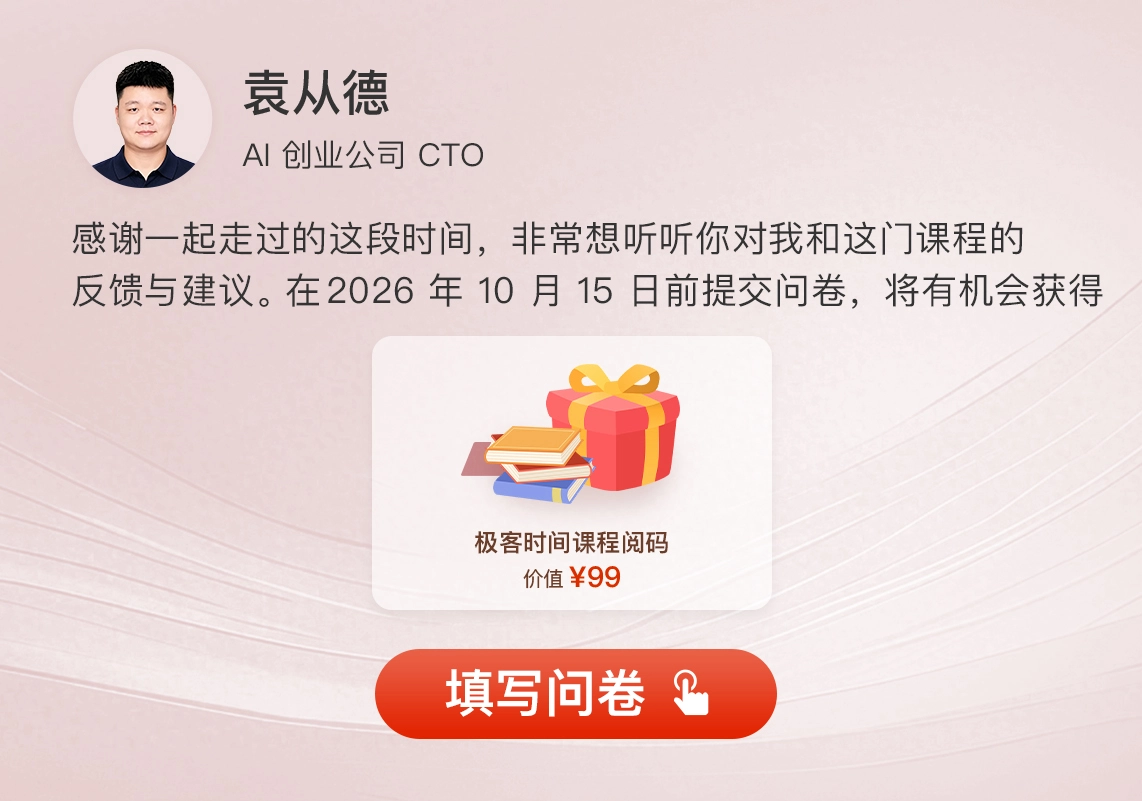 袁从德
AI 创业公司 CTO
感谢一起走过的这段时间，非常想听听你对我和这门课程的
反馈与建议。在2026 年 10 月 15 日前提交问卷，将有机会获得
极客时间课程阅码
价值 ¥99
填写问卷